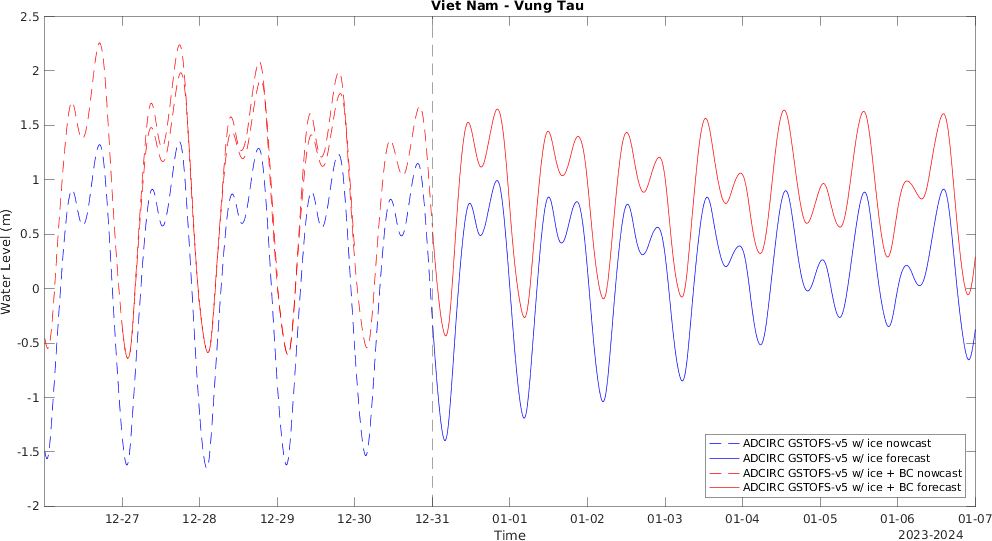 Viet Nam - Vung Tau
2.5
2
1.5
1
0.5
0
-0.5
-1
-1.5
-2
Water Level (m)
ADCIRC GSTOFS-v5 w/ ice nowcast
ADCIRC GSTOFS-v5 w/ ice forecast
ADCIRC GSTOFS-v5 w/ ice + BC nowcast
ADCIRC GSTOFS-v5 w/ ice + BC forecast
12-27 12-28 12-29 12-30 12-31 01-01 01-02 01-03 01-04 01-05 01-06 01-07
Time
2023-2024